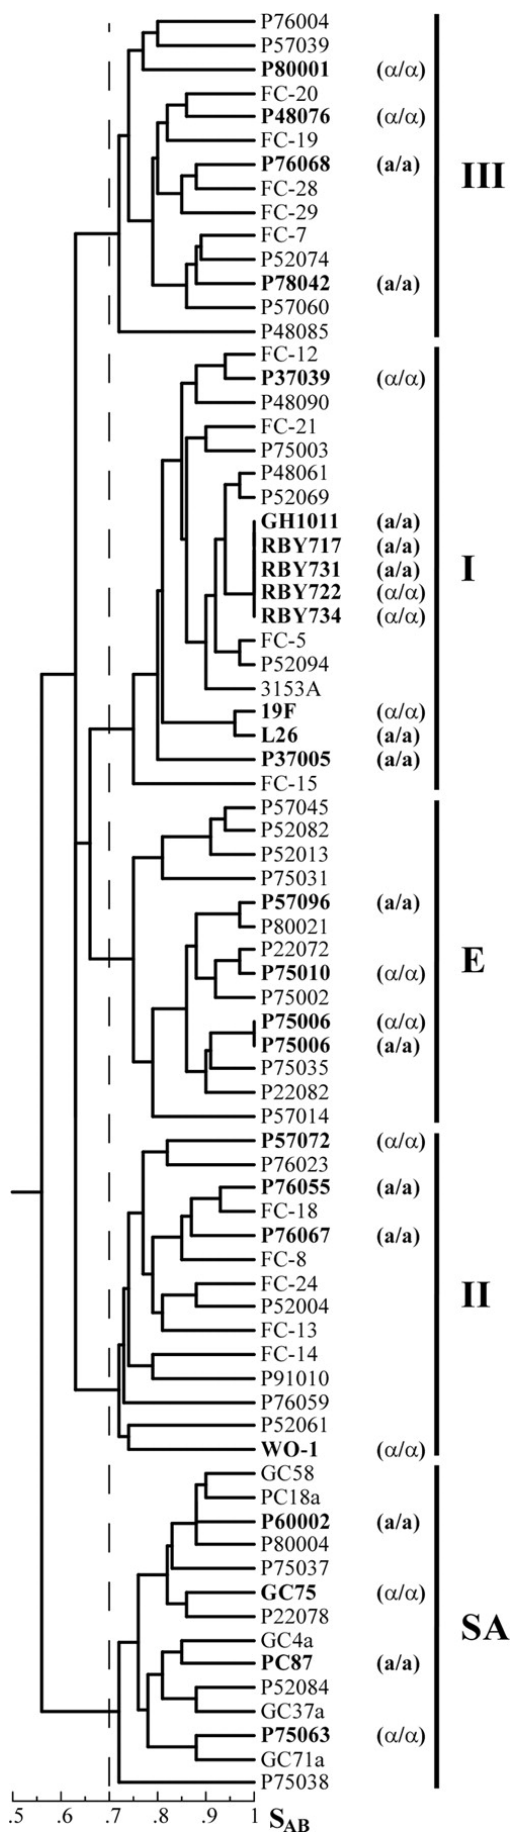 P76004
P57039
P80001 (α/α)
FC-20
P48076 (α/α)
FC-19
P76068 (a/a)
III
FC-28
FC-29
FC-7
P52074
P78042 (a/a)
P57060
P48085
FC-12
P37039 (α/α)
P48090
FC-21
P75003
P48061
P52069
GH1011 (a/a)
RBY717 (a/a)
RBY731 (a/a)
I
RBY722 (α/α)
RBY734 (α/α)
FC-5
P52094
3153A
19F (α/α)
L26 (a/a)
P37005 (a/a)
FC-15
P57045
P52082
P52013
P75031
P57096 (a/a)
P80021
P22072
E
P75010 (α/α)
P75002
P75006 (α/α)
P75006 (a/a)
P75035
P22082
P57014
P57072 (α/α)
P76023
P76055 (a/a)
FC-18
P76067 (a/a)
FC-8
FC-24
II
P52004
FC-13
FC-14
P91010
P76059
P52061
WO-1 (α/α)
GC58
PC18a
P60002 (a/a)
P80004
P75037
GC75 (α/α)
P22078
SA
GC4a
PC87 (a/a)
P52084
GC37a
P75063 (α/α)
GC71a
P75038
.5 .6 .7 .8 .9 1 SAB